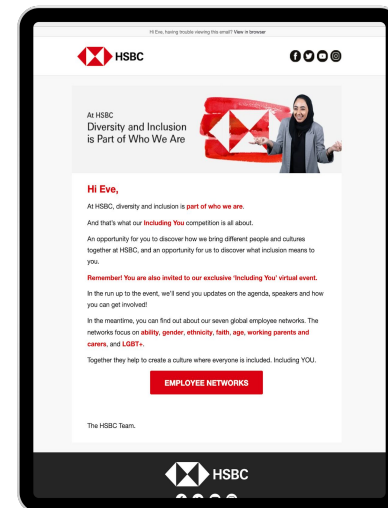 Hi Eve, having trouble viewing this email? View in browser
HSBC
At HSBC
Diversity and Inclusion
is Part of Who We Are
Hi Eve,
At HSBC, diversity and inclusion is part of who we are.
And that's what our Including You competition is all about.
An opportunity for you to discover how we bring different people and cultures
together at HSBC, and an opportunity for us to discover what inclusion means to
you.
Remember! You are also invited to our exclusive 'Including You' virtual event.
In the run up to the event, we'll send you updates on the agenda, speakers and how
you can get involved!
In the meantime, you can find out about our seven global employee networks. The
networks focus on ability, gender, ethnicity, faith, age, working parents and
carers, and LGBT+.
Together they help to create a culture where everyone is included. Including YOU.
EMPLOYEE NETWORKS
The HSBC Team.
HSBC